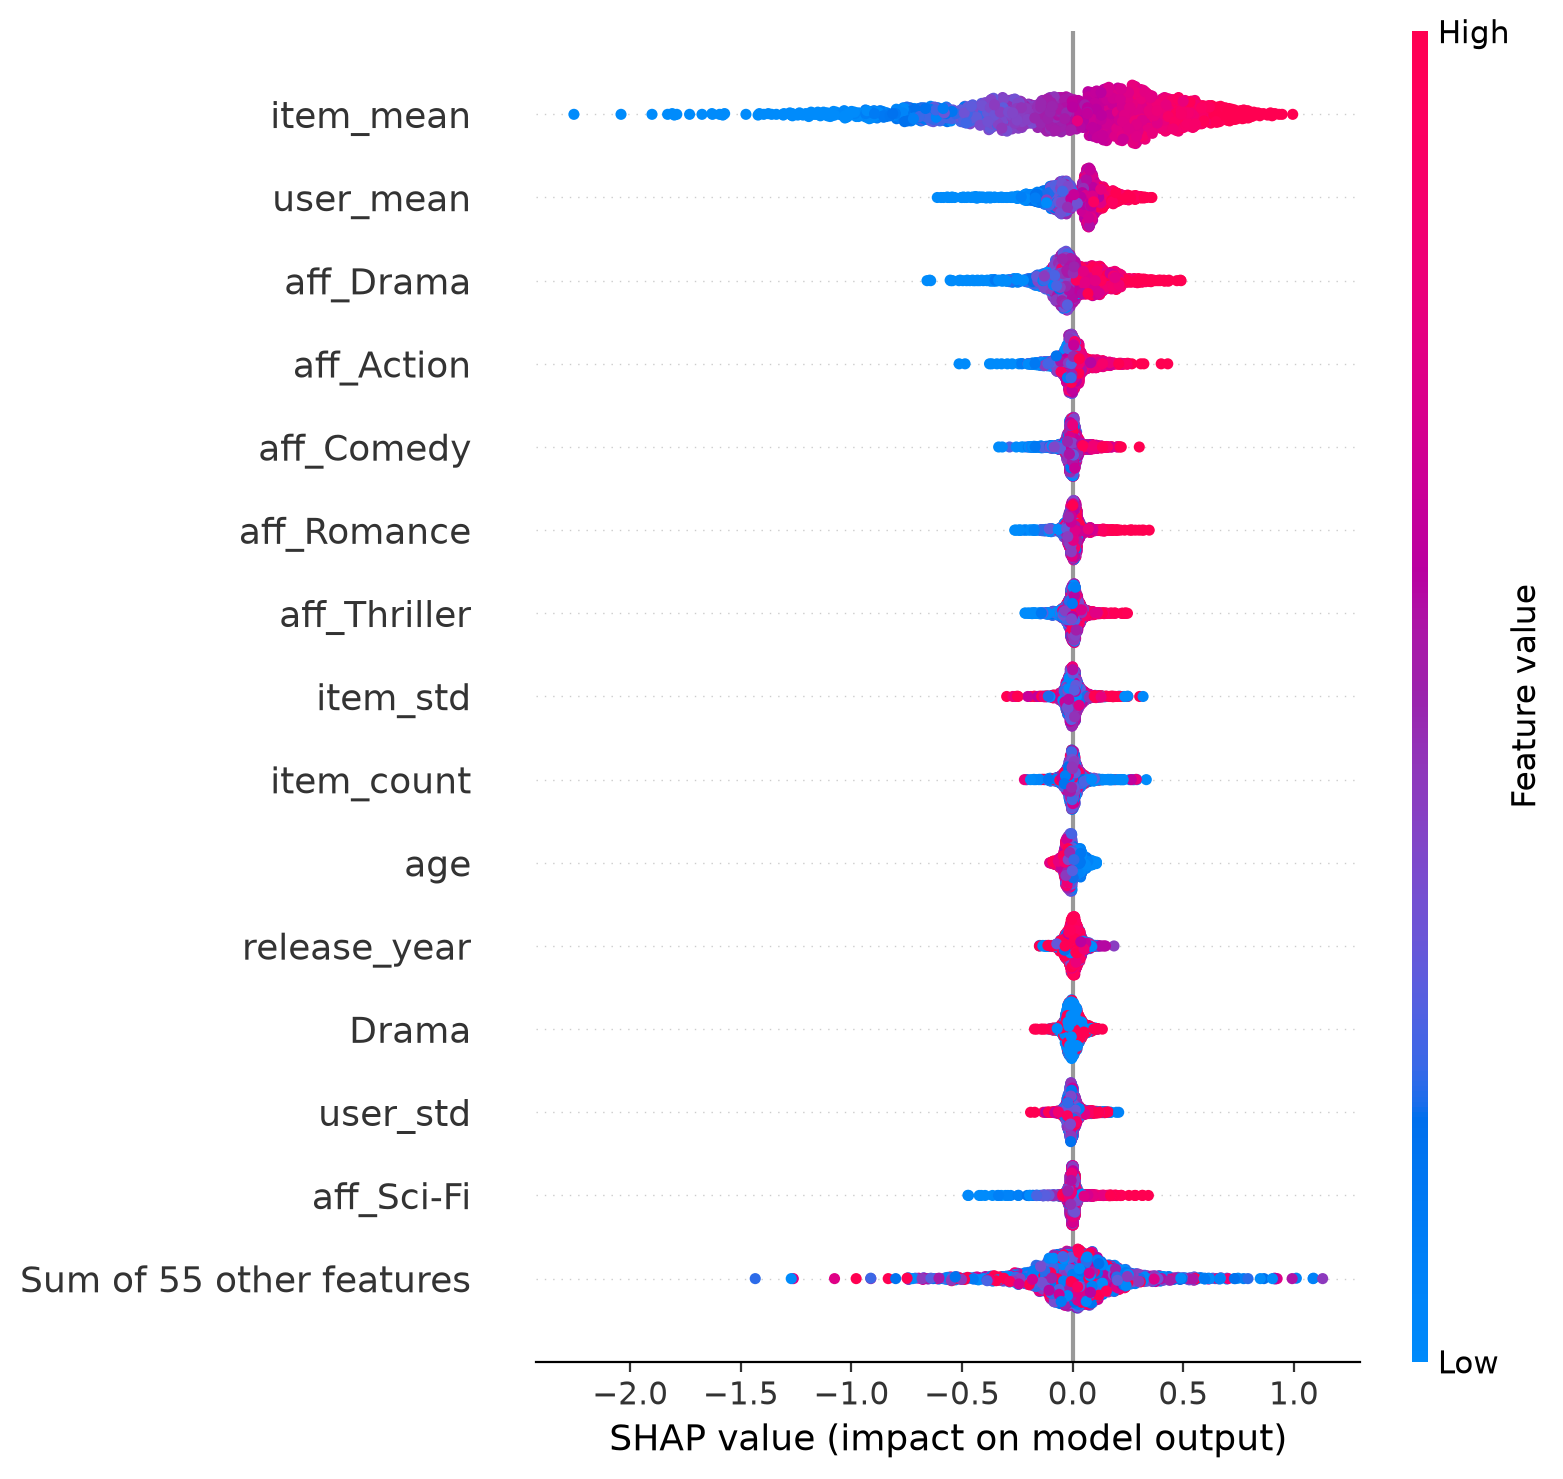 High
item_mean
user_mean
aff_Drama
aff_Action
aff_Comedy
aff_Romance
aff_Thriller
item_std
item_count
age
release_year
Drama
user_std
aff_Sci-Fi
Sum of 55 other features
Feature value
Low
−2.0 −1.5 −1.0 −0.5 0.0 0.5 1.0
SHAP value (impact on model output)